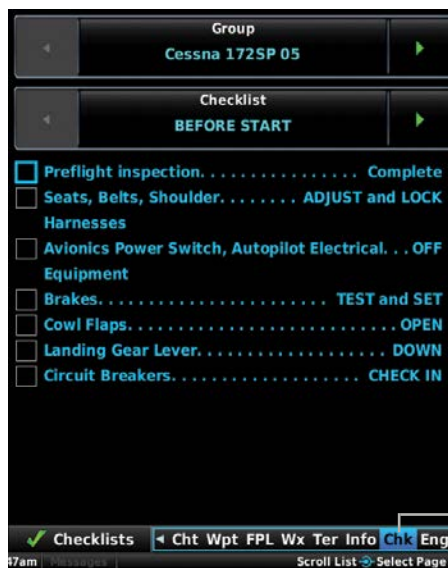 Group
Cessna 172SP 05
Checklist
BEFORE START
Preflight inspection. . . . . . . . . . . . . . . . Complete
Seats, Belts, Shoulder. . . . . . . . ADJUST and LOCK
Harnesses
Avionics Power Switch, Autopilot Electrical. . . OFF
Equipment
Brakes. . . . . . . . . . . . . . . . . . . . . . TEST and SET
Cowl Flaps. . . . . . . . . . . . . . . . . . . . . . . . . . OPEN
Landing Gear Lever. . . . . . . . . . . . . . . . . . DOWN
Circuit Breakers. . . . . . . . . . . . . . . . . . CHECK IN
Checklists Cht Wpt FPL Wx Ter Info Chk Eng
47am Messages Scroll List Select Page